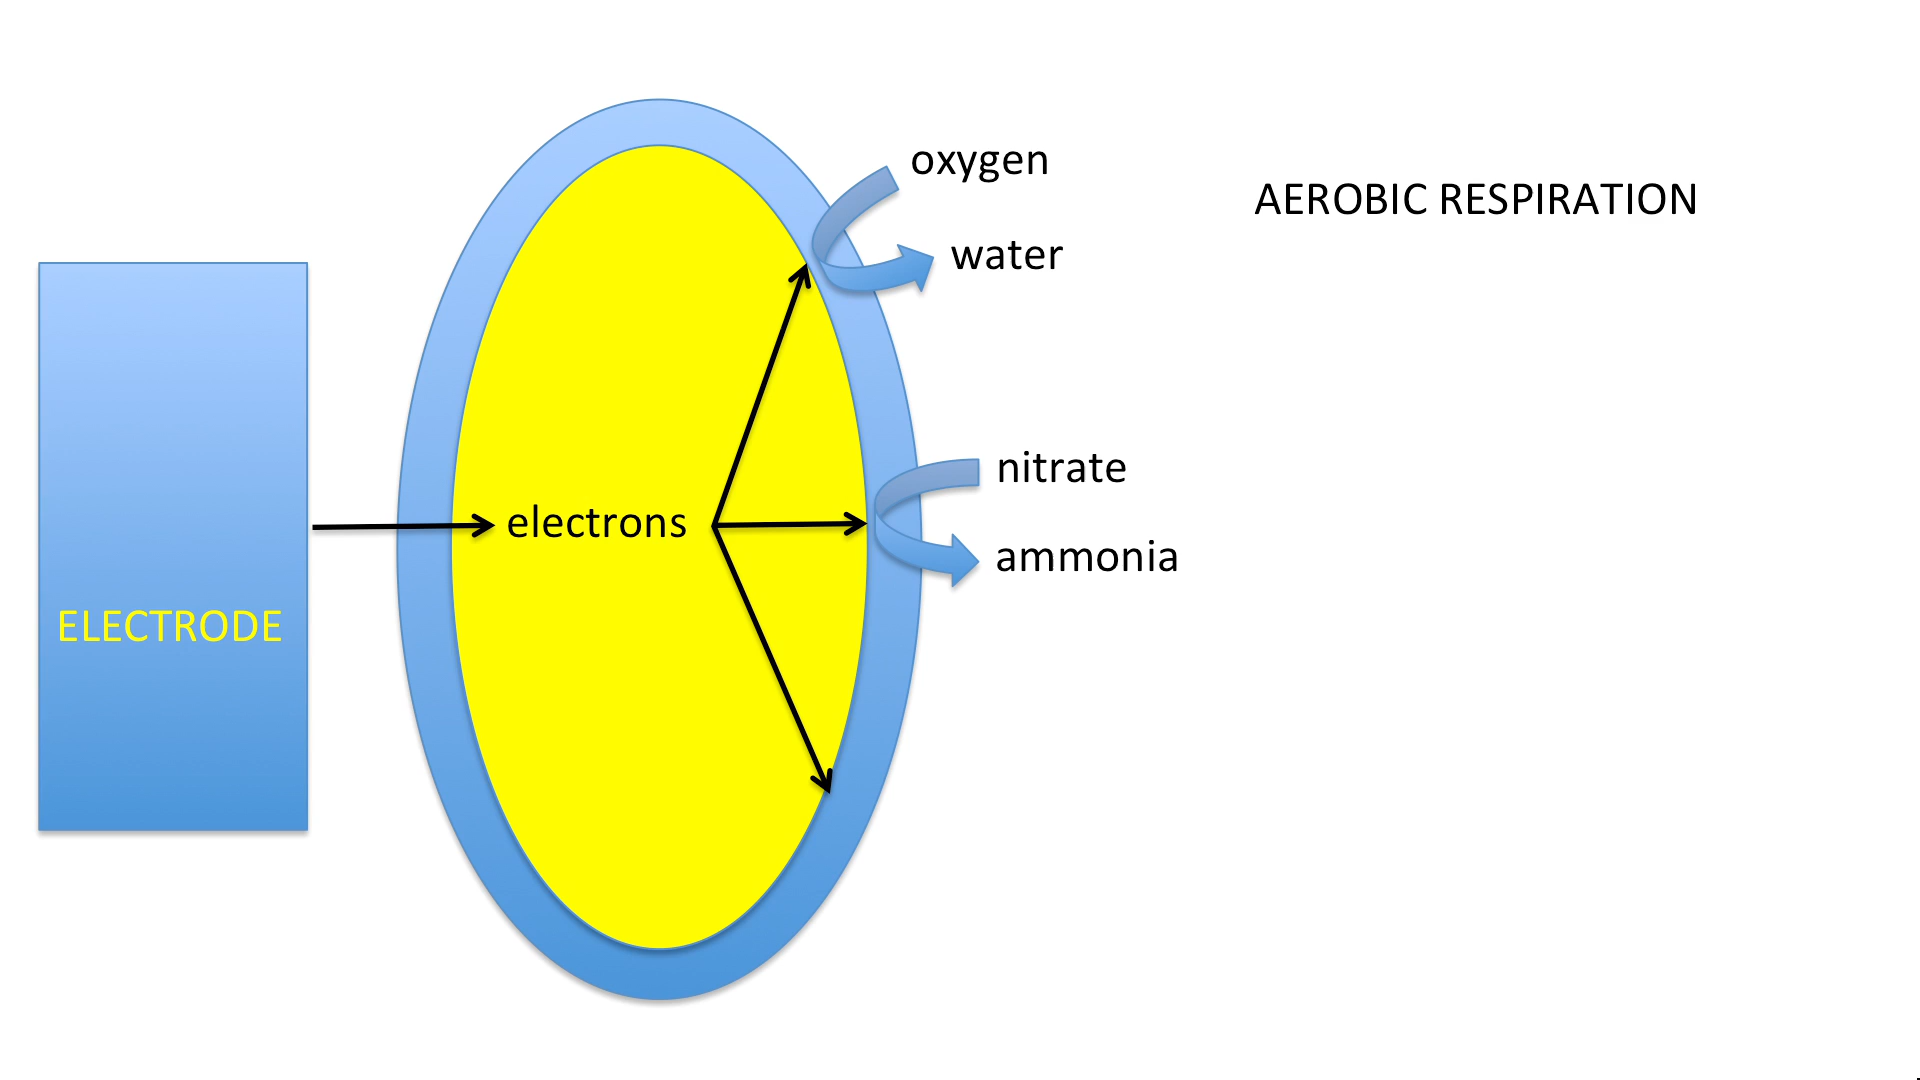 oxygen
AEROBIC RESPIRATION
water
nitrate
electrons
ammonia
ELECTRODE